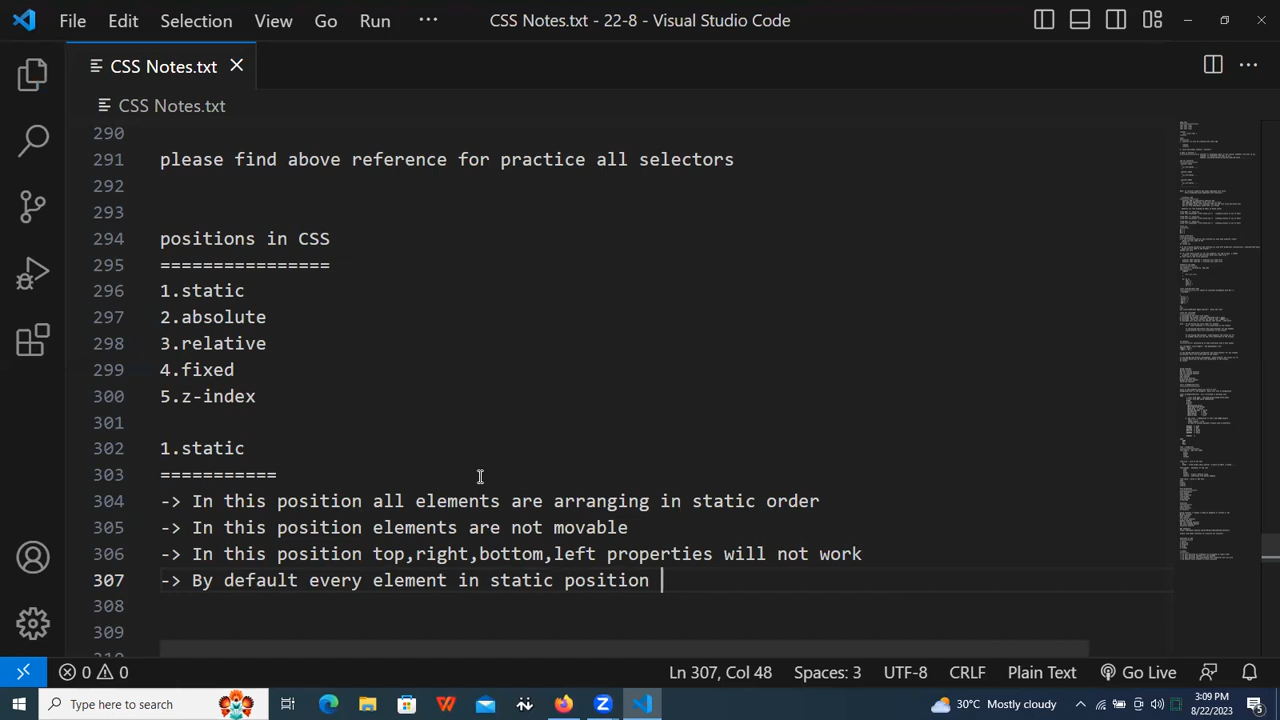 File Edit Selection View Go Run ··· CSS Notes.txt - 22-8 - Visual Studio Code
CSS Notes.txt
CSS Notes.txt
290
291 please find above reference for practice all selectors
292
293
294 positions in CSS
295 ================
296 1.static
297 2.absolute
298 3.relative
299 4.fixed
300 5.z-index
301
302 1.static
303 ===========
304 -> In this position all elements are arranging in static order
305 -> In this position elements are not movable
306 -> In this position top,right,bottom,left properties will not work
307 -> By default every element in static position
308
309
0 0 Ln 307, Col 48 Spaces: 3 UTF-8 CRLF Plain Text Go Live
Type here to search 30°C Mostly cloudy 3:09 PM
8/22/2023 5